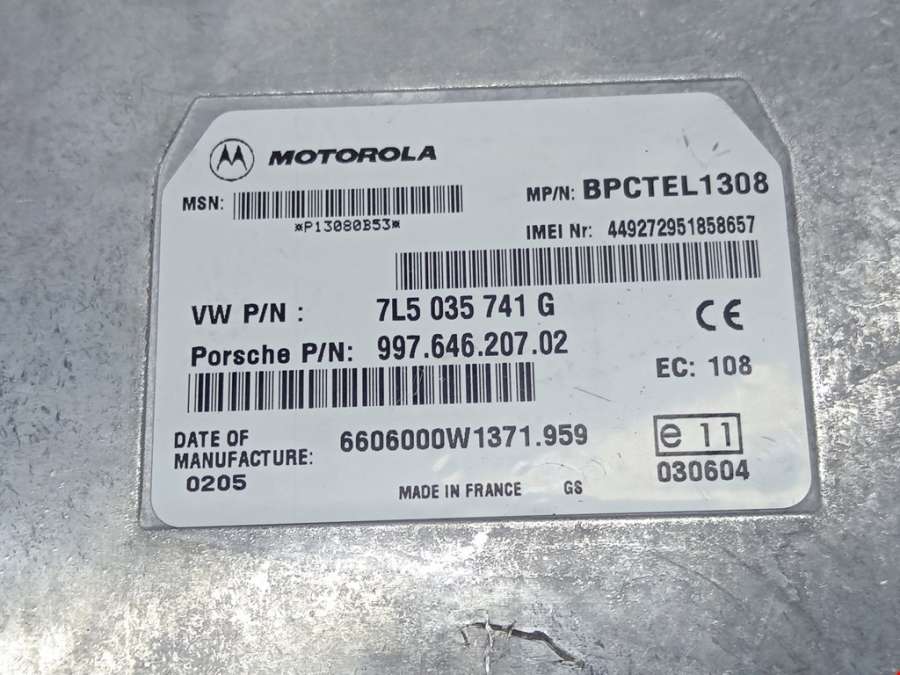 MOTOROLA
MSN:
*P13080B53*
MP/N: BPCTEL1308
IMEI Nr: 449272951858657
VW P/N : 7L5 035 741 G
CE
Porsche P/N: 997.646.207.02
EC: 108
DATE OF
MANUFACTURE:
0205
6606000W1371.959
e 11
030604
MADE IN FRANCE GS